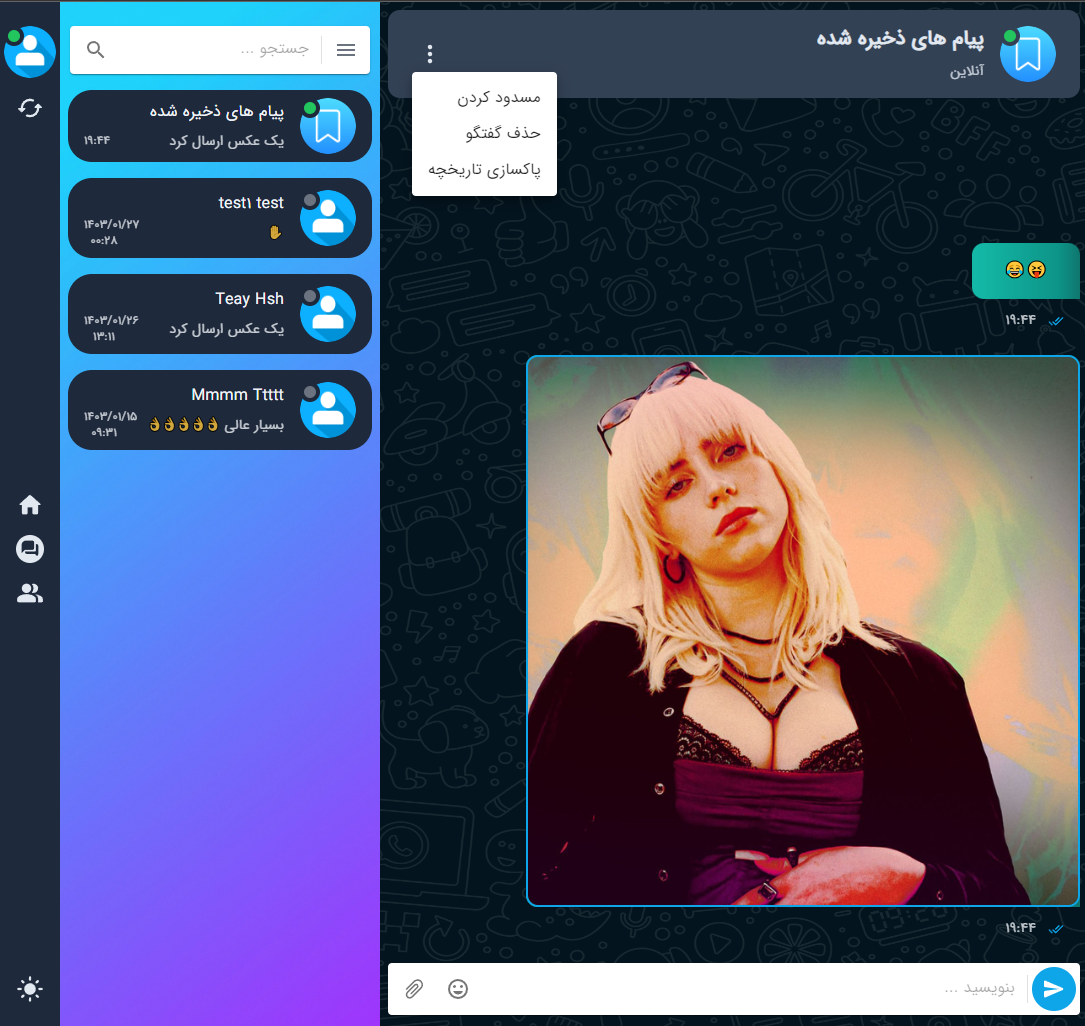 جستجو ...
پیام های ذخیره شده
یک عکس ارسال کرد
۱۹:۴۴
test۱ test
✋
۱۴۰۳/۰۱/۲۷
۰۰:۲۸
Teay Hsh
یک عکس ارسال کرد
۱۴۰۳/۰۱/۲۶
۱۳:۱۱
Mmmm Ttttt
بسیار عالی 👌👌👌👌👌
۱۴۰۳/۰۱/۱۵
۰۹:۳۱
پیام های ذخیره شده
آنلاین
مسدود کردن
حذف گفتگو
پاکسازی تاریخچه
😄😝
۱۹:۴۴
۱۹:۴۴
بنویسید ...